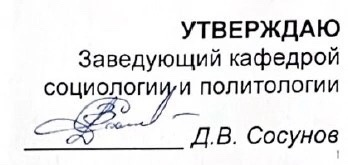 УТВЕРЖДАЮ
Заведующий кафедрой
социологии и политологии
Д.В. Сосунов